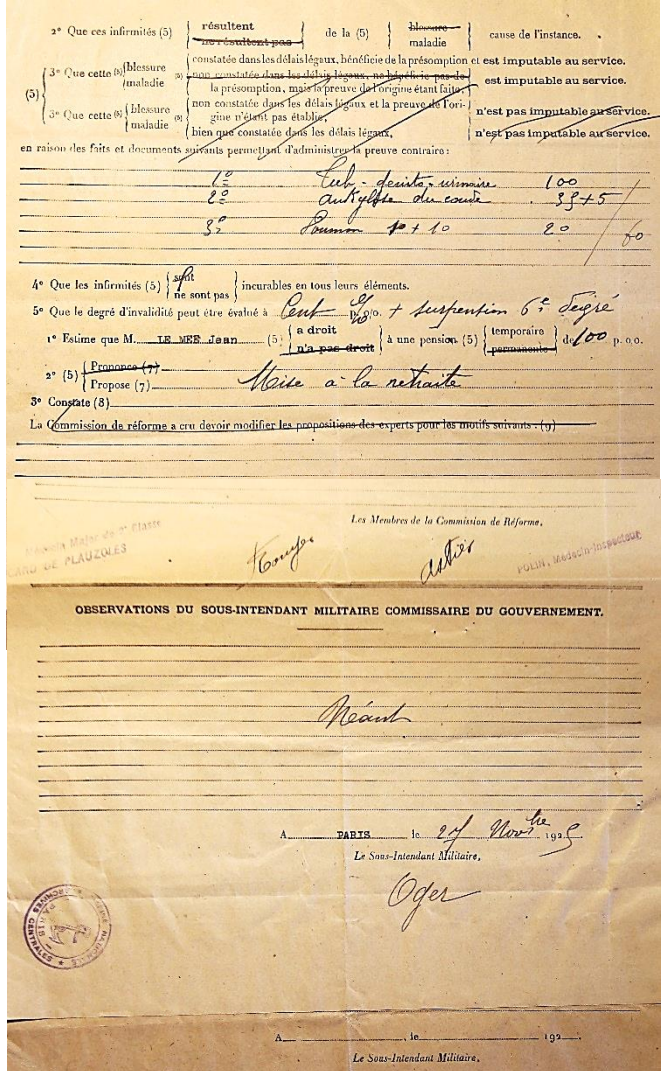 2° Que ces infirmités (5) { résultent / ne résultent pas } de la (5) { blessure / maladie } cause de l'instance.
(5) { 3° Que cette (5) { blessure / maladie (5) { constatée dans les délais légaux, bénéficie de la présomption et est imputable au service.
non constatée dans les délais légaux, ne bénéficie pas de
la présomption, mais la preuve de l'origine étant faite, est imputable au service.
3° Que cette (5) { blessure / maladie { non constatée dans les délais légaux et la preuve de l'ori-
gine n'étant pas établie, n'est pas imputable au service.
bien que constatée dans les délais légaux, n'est pas imputable au service.
en raison des faits et documents suivants permettant d'administrer la preuve contraire :
1° Tub - urinaire 100
2° ankylose du coude 35 + 5
3° Poumon 10 + 10 20 / 60
4° Que les infirmités (5) { sont / ne sont pas } incurables en tous leurs éléments.
5° Que le degré d'invalidité peut être évalué à Cent p. o/o. + suspention 6e dégré
1° Estime que M. LE MEE Jean (5) { a droit / n'a pas droit } à une pension (5) { temporaire / permanente } de 100 p. o.o.
2° (5) { Prononce (7) / Propose (7) Mise à la retraite
3° Constate (8)
La Commission de réforme a cru devoir modifier les propositions des experts pour les motifs suivants : (9)
Les Membres de la Commission de Réforme,
Médecin Major de Classe
DE PLAUZOLES
Astier
POLIN, Médecin-Inspecteur
OBSERVATIONS DU SOUS-INTENDANT MILITAIRE COMMISSAIRE DU GOUVERNEMENT.
Néant
A PARIS le 27 Novbre 1925
Le Sous-Intendant Militaire,
Oger
ARCHIVES CENTRALES
PARIS
A , le 192 .
Le Sous-Intendant Militaire,